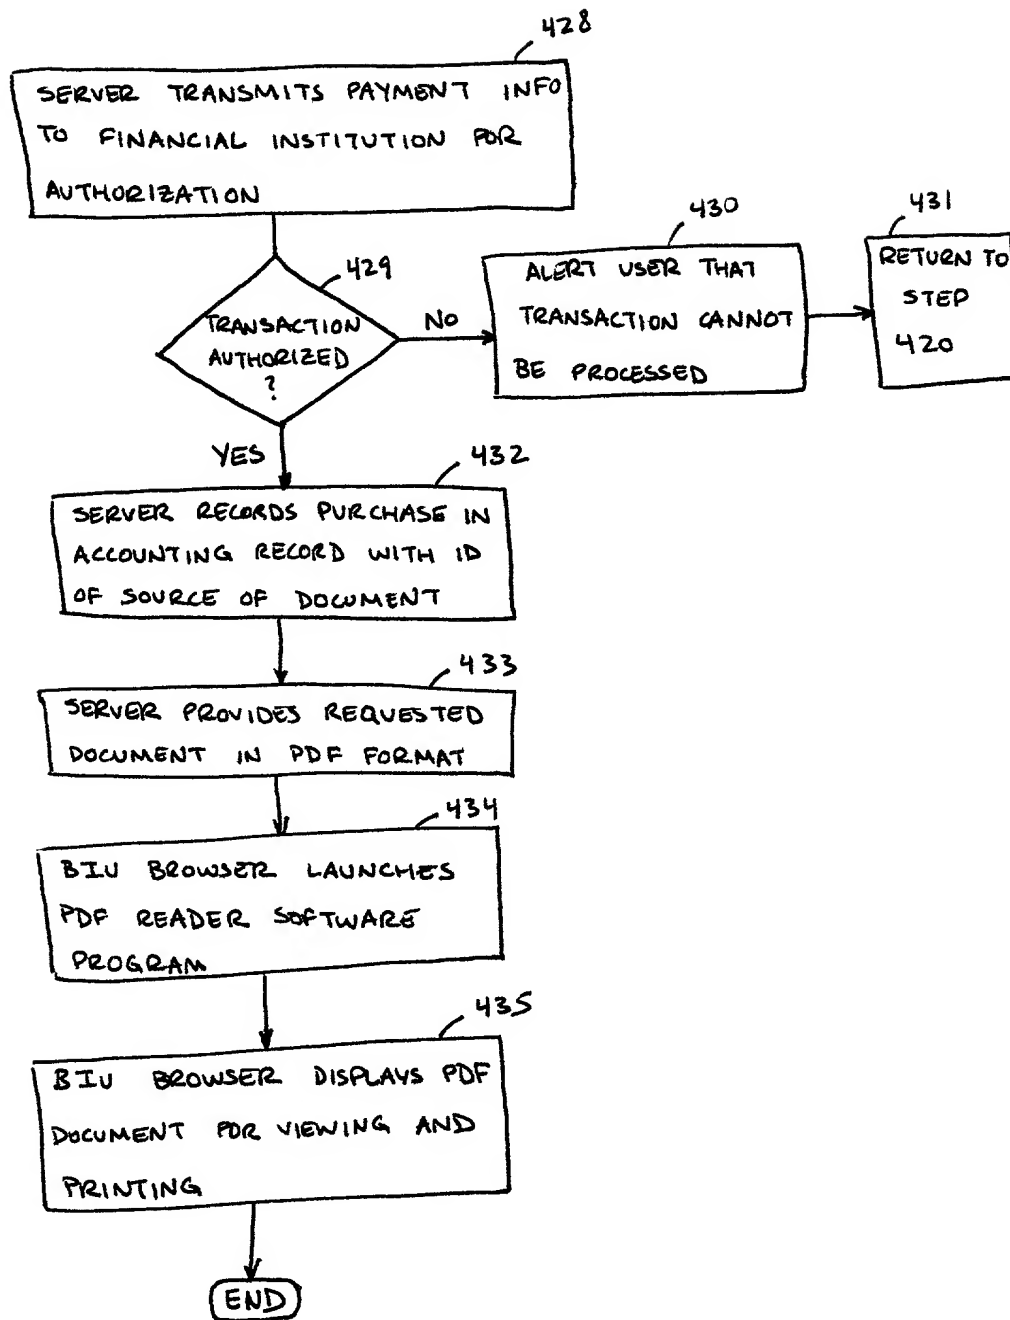 428
SERVER TRANSMITS PAYMENT INFO
TO FINANCIAL INSTITUTION FOR
AUTHORIZATION
429
TRANSACTION
AUTHORIZED
?
NO
430
ALERT USER THAT
TRANSACTION CANNOT
BE PROCESSED
431
RETURN TO
STEP
420
YES
432
SERVER RECORDS PURCHASE IN
ACCOUNTING RECORD WITH ID
OF SOURCE OF DOCUMENT
433
SERVER PROVIDES REQUESTED
DOCUMENT IN PDF FORMAT
434
BIU BROWSER LAUNCHES
PDF READER SOFTWARE
PROGRAM
435
BIU BROWSER DISPLAYS PDF
DOCUMENT FOR VIEWING AND
PRINTING
END